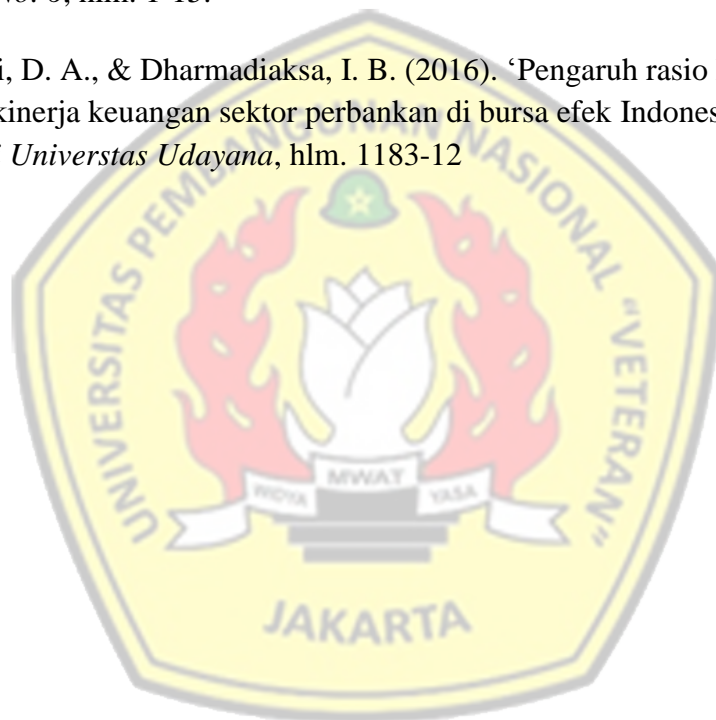 No. 6, hlm. 1-15.
i, D. A., & Dharmadiaksa, I. B. (2016). ‘Pengaruh rasio
kinerja keuangan sektor perbankan di bursa efek Indones
i Universtas Udayana, hlm. 1183-12
UNIVERSITAS PEMBANGUNAN NASIONAL "VETERAN"
WIDYA MWAT YASA
JAKARTA